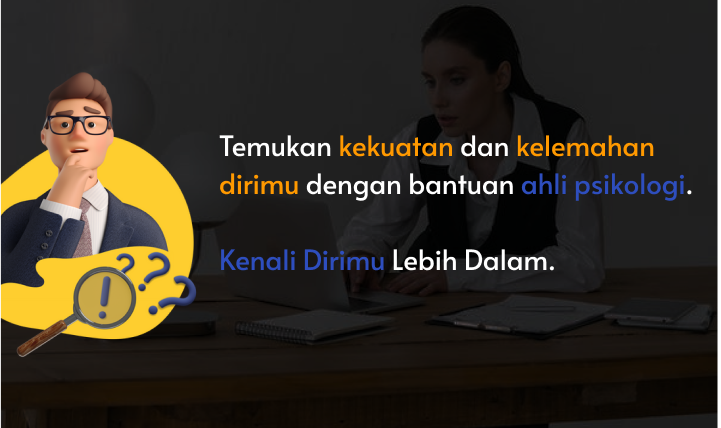 Temukan kekuatan dan kelemahan
dirimu dengan bantuan ahli psikologi.
Kenali Dirimu Lebih Dalam.